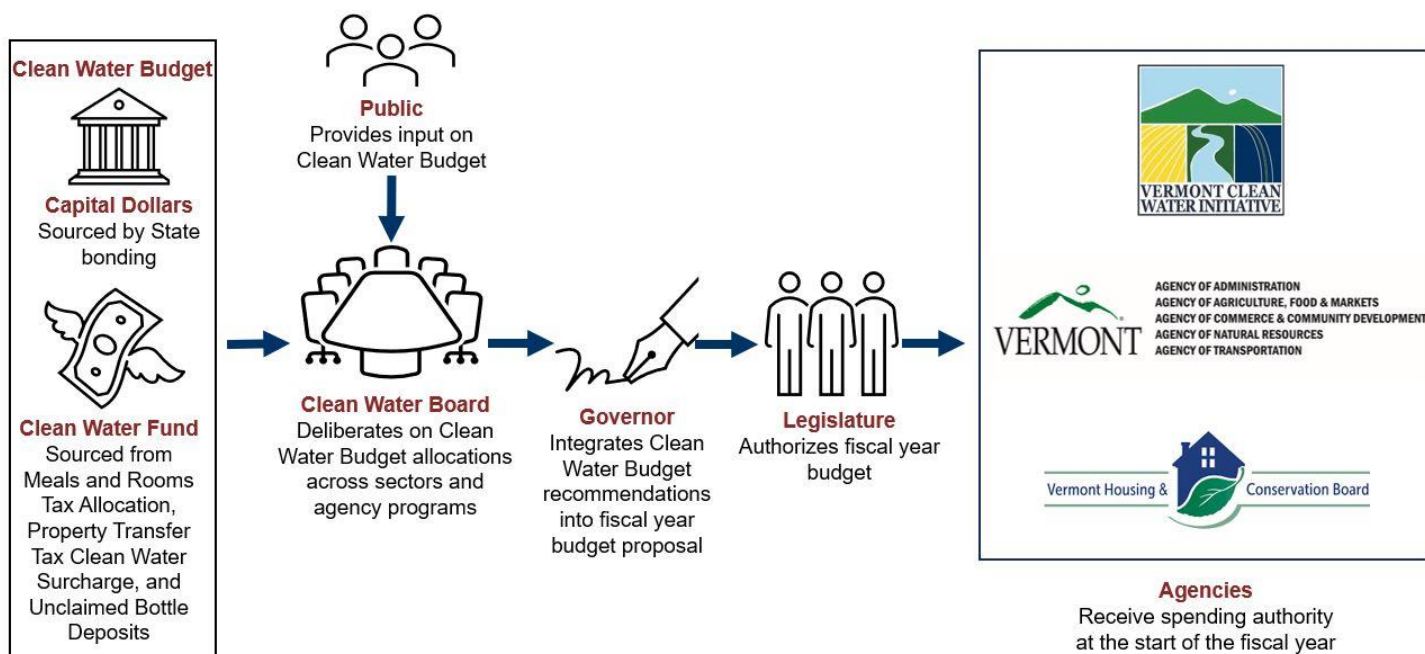 Clean Water Budget
Capital Dollars
Sourced by State
bonding
Clean Water Fund
Sourced from
Meals and Rooms
Tax Allocation,
Property Transfer
Tax Clean Water
Surcharge, and
Unclaimed Bottle
Deposits
Public
Provides input on
Clean Water Budget
Clean Water Board
Deliberates on Clean
Water Budget allocations
across sectors and
agency programs
Governor
Integrates Clean
Water Budget
recommendations
into fiscal year
budget proposal
Legislature
Authorizes fiscal year
budget
VERMONT CLEAN
WATER INITIATIVE
VERMONT
AGENCY OF ADMINISTRATION
AGENCY OF AGRICULTURE, FOOD & MARKETS
AGENCY OF COMMERCE & COMMUNITY DEVELOPMENT
AGENCY OF NATURAL RESOURCES
AGENCY OF TRANSPORTATION
Vermont Housing & Conservation Board
Agencies
Receive spending authority
at the start of the fiscal year